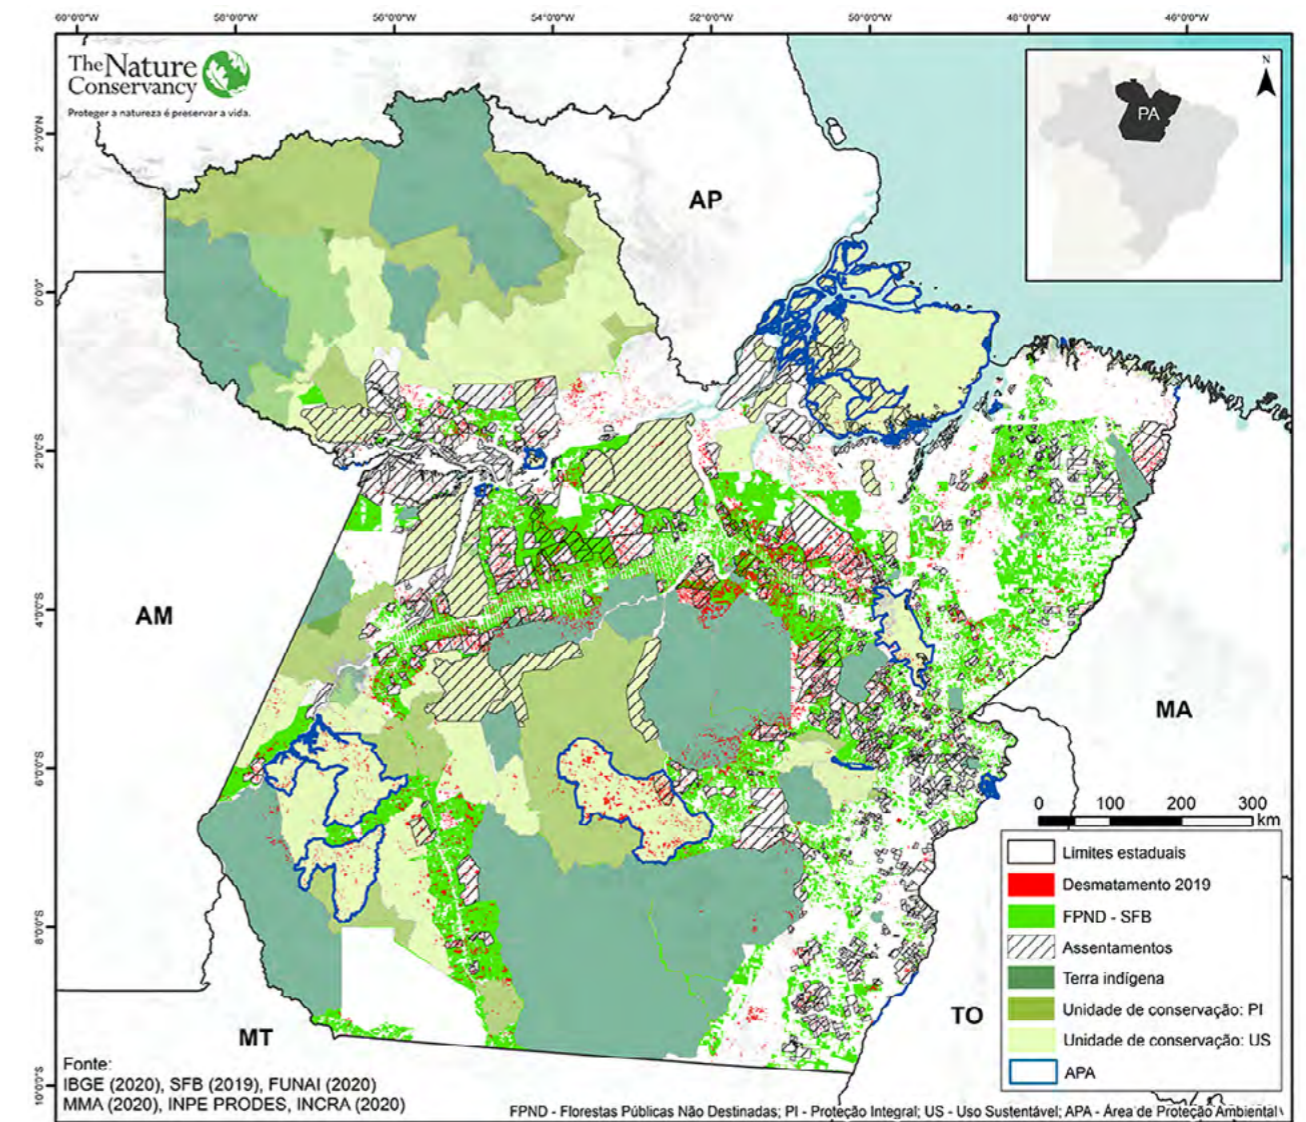 60°0'0"W 58°0'0"W 56°0'0"W 54°0'0"W 52°0'0"W 50°0'0"W 48°0'0"W 46°0'0"W
The Nature
Conservancy
Proteger a natureza é preservar a vida.
N
PA
2°0'0"N
0°0'0"
2°0'0"S
4°0'0"S
6°0'0"S
8°0'0"S
10°0'0"S
AP
AM
MA
MT
TO
0 100 200 300
km
Limites estaduais
Desmatamento 2019
FPND - SFB
Assentamentos
Terra indígena
Unidade de conservação: PI
Unidade de conservação: US
APA
Fonte:
IBGE (2020), SFB (2019), FUNAI (2020)
MMA (2020), INPE PRODES, INCRA (2020)
FPND - Florestas Públicas Não Destinadas; PI - Proteção Integral; US - Uso Sustentável; APA - Área de Proteção Ambiental